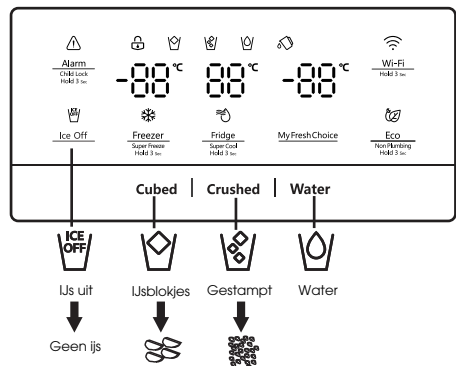 Alarm
Child Lock
Hold 3 Sec
-88 °C
88 °C
-88 °C
Wi-Fi
Hold 3 Sec
Ice Off
Freezer
Super Freeze
Hold 3 Sec
Fridge
Super Cool
Hold 3 Sec
My Fresh Choice
Eco
Non Plumbing
Hold 3 Sec
Cubed | Crushed | Water
ICE
OFF
IJs uit IJsblokjes Gestampt Water
Geen ijs